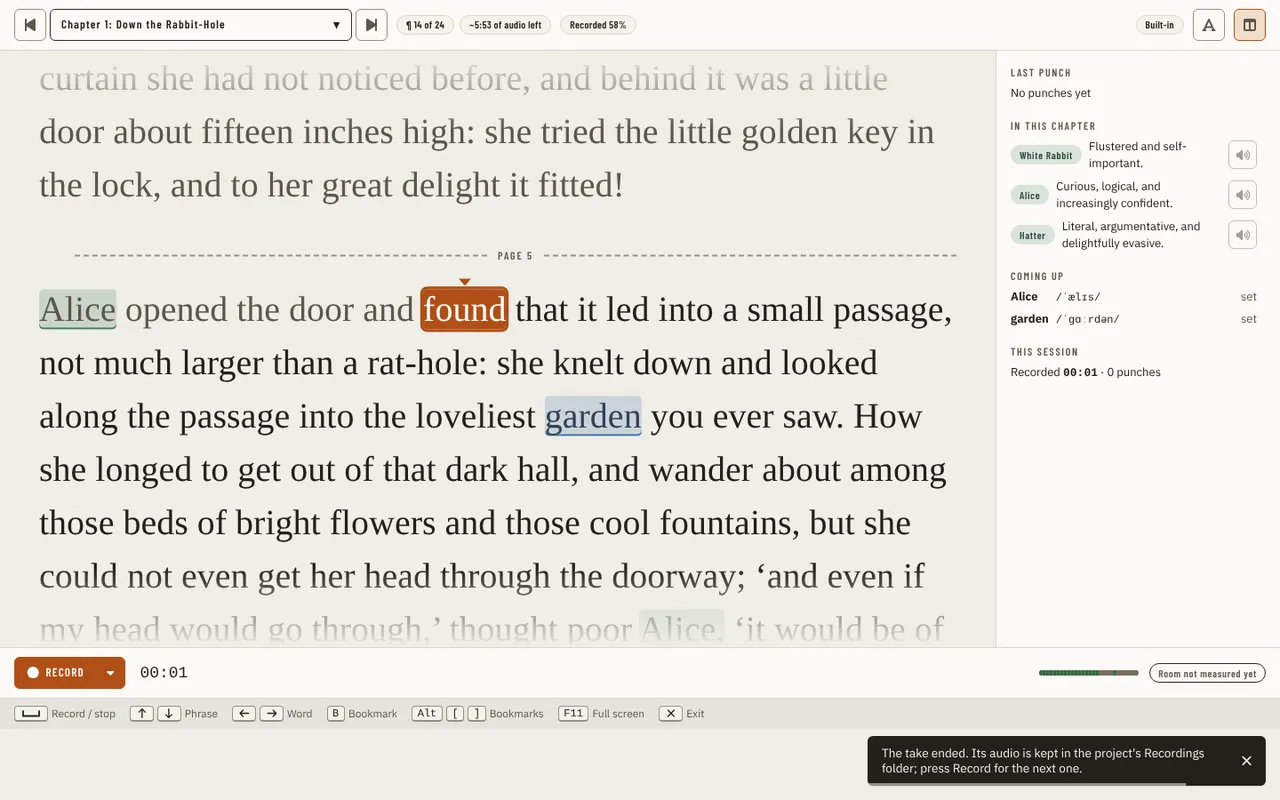 Chapter 1: Down the Rabbit-Hole
¶ 14 of 24
~5:53 of audio left
Recorded 58%
Built-in
A
curtain she had not noticed before, and behind it was a little
door about fifteen inches high: she tried the little golden key in
the lock, and to her great delight it fitted!
PAGE 5
Alice opened the door and found that it led into a small passage,
not much larger than a rat-hole: she knelt down and looked
along the passage into the loveliest garden you ever saw. How
she longed to get out of that dark hall, and wander about among
those beds of bright flowers and those cool fountains, but she
could not even get her head through the doorway; ‘and even if
my head would go through,’ thought poor Alice, ‘it would be of
LAST PUNCH
No punches yet
IN THIS CHAPTER
White Rabbit
Flustered and self-
important.
Alice
Curious, logical, and
increasingly confident.
Hatter
Literal, argumentative, and
delightfully evasive.
COMING UP
Alice /ˈælɪs/ set
garden /ˈɡɑːrdən/ set
THIS SESSION
Recorded 00:01 · 0 punches
RECORD
00:01
Room not measured yet
Record / stop
↑ ↓ Phrase
← → Word
B Bookmark
Alt [ ] Bookmarks
F11 Full screen
✕ Exit
The take ended. Its audio is kept in the project's Recordings
folder; press Record for the next one.